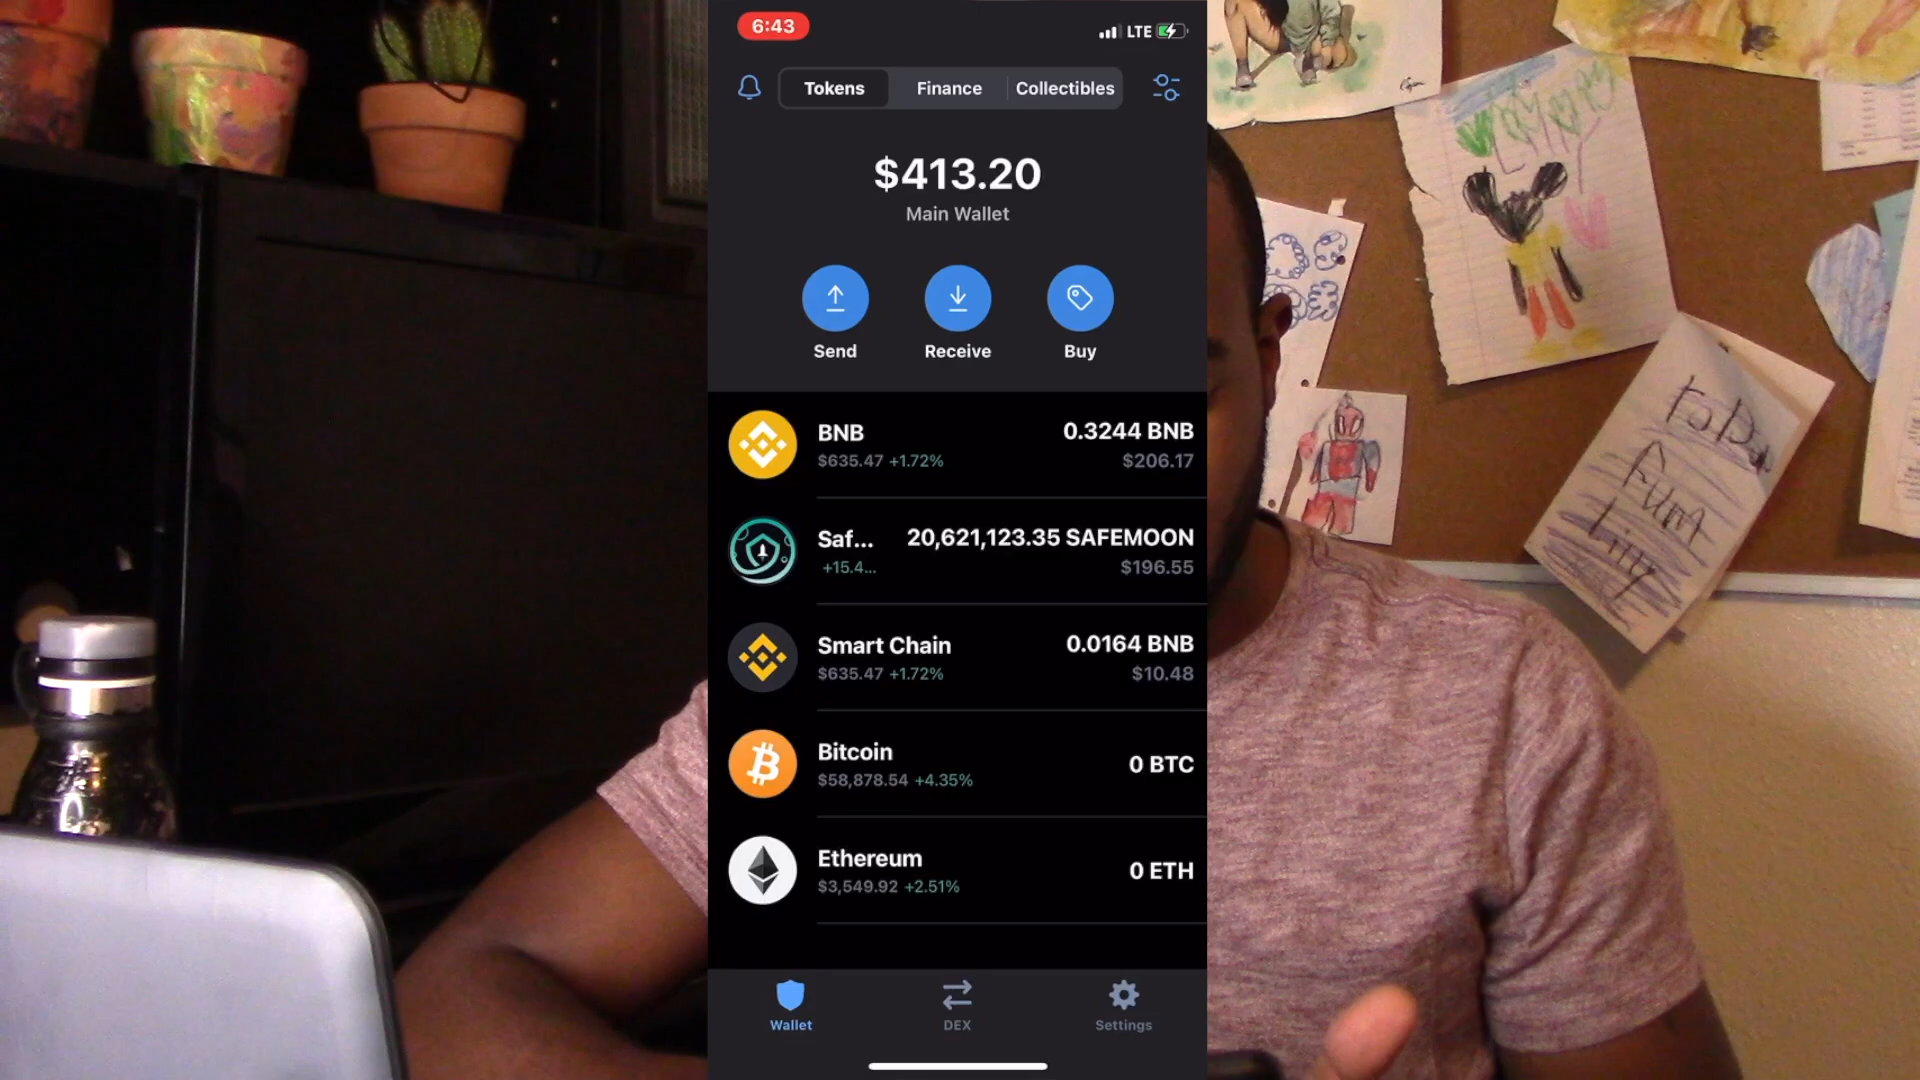 6:43
LTE
Tokens
Finance
Collectibles
$413.20
Main Wallet
Send
Receive
Buy
BNB
0.3244 BNB
$635.47 +1.72%
$206.17
Saf...
20,621,123.35 SAFEMOON
+15.4...
$196.55
Smart Chain
0.0164 BNB
$635.47 +1.72%
$10.48
Bitcoin
0 BTC
$58,878.54 +4.35%
Ethereum
0 ETH
$3,549.92 +2.51%
Wallet
DEX
Settings